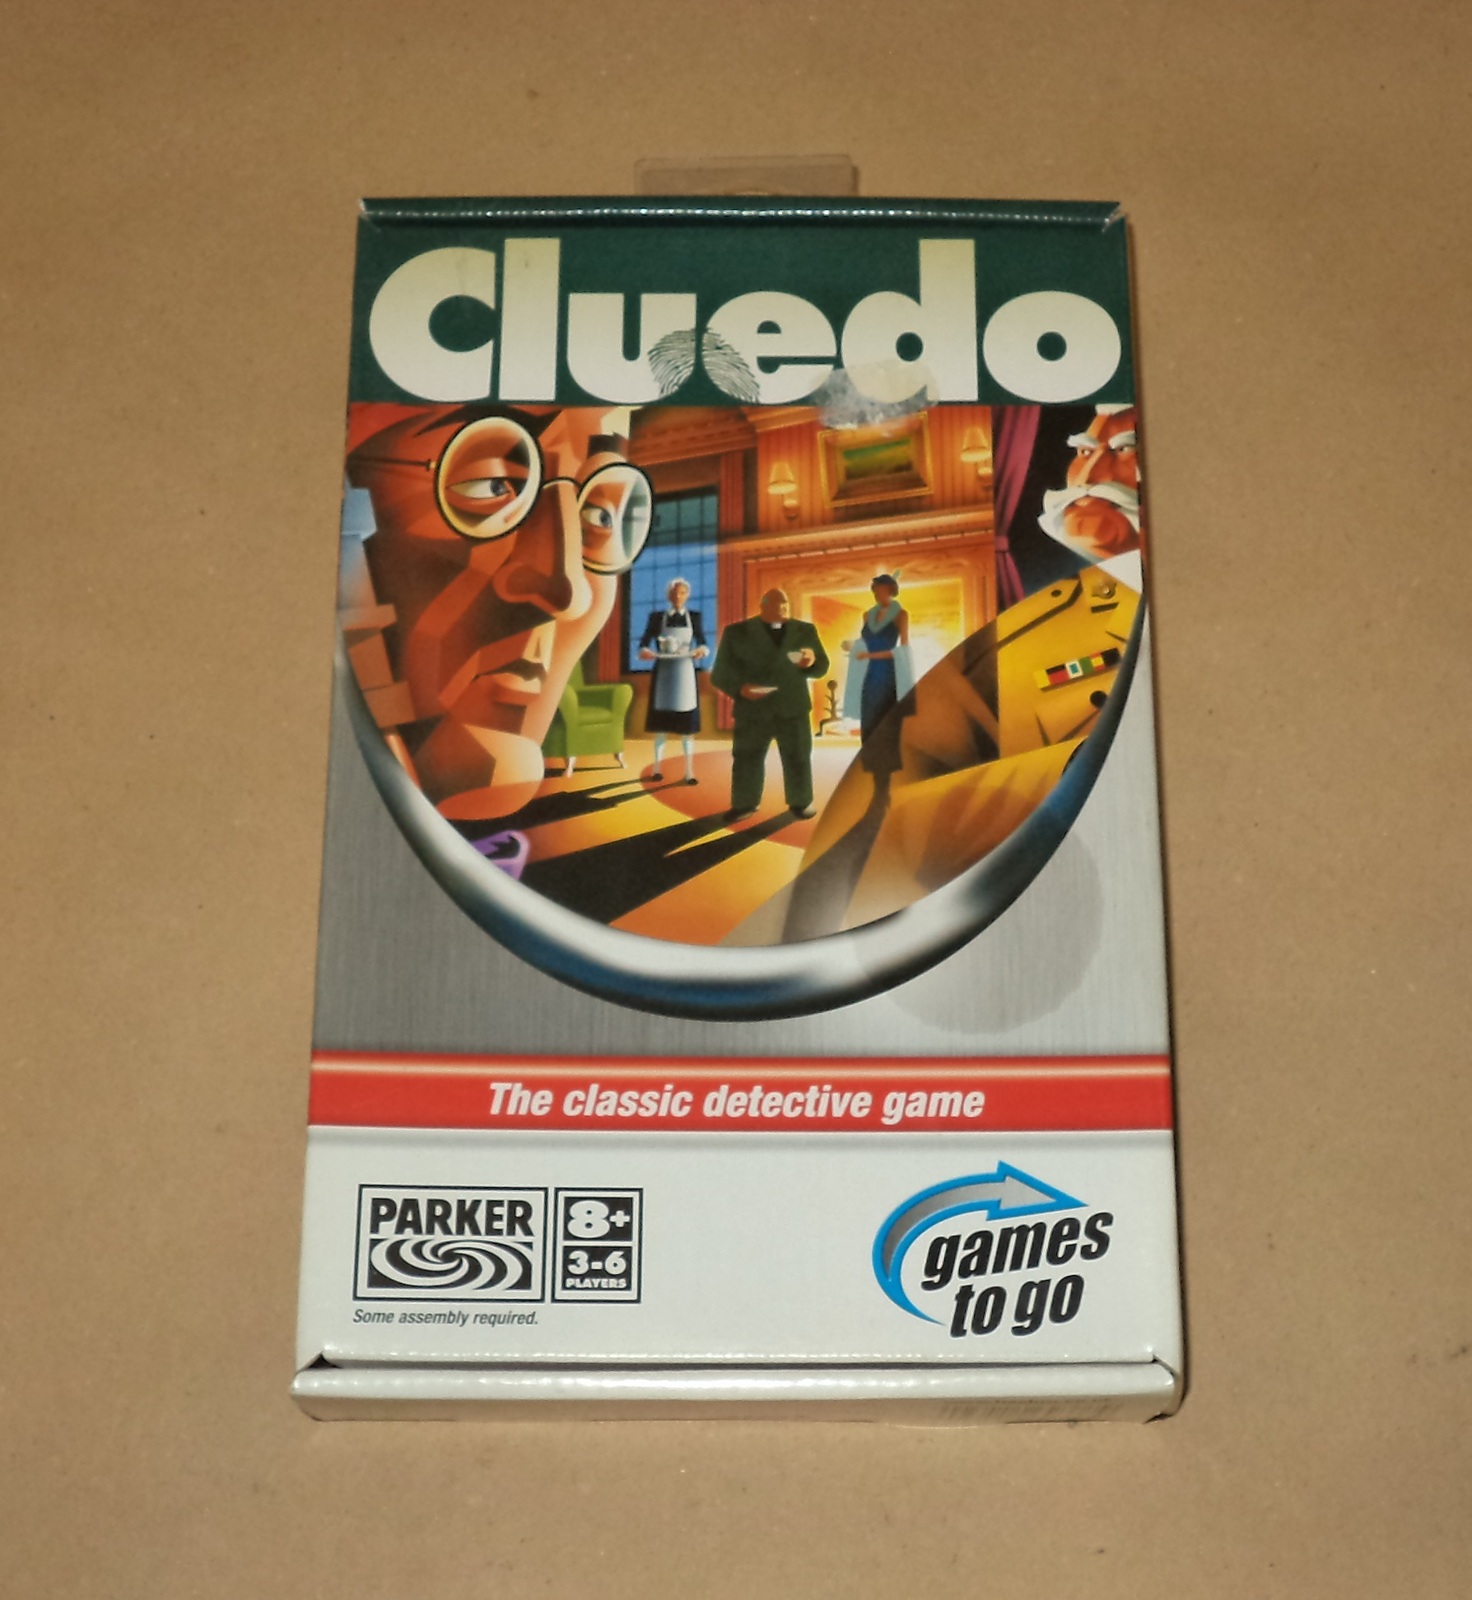 Cluedo
The classic detective game
PARKER
8+
3-6
PLAYERS
Some assembly required.
games
to go